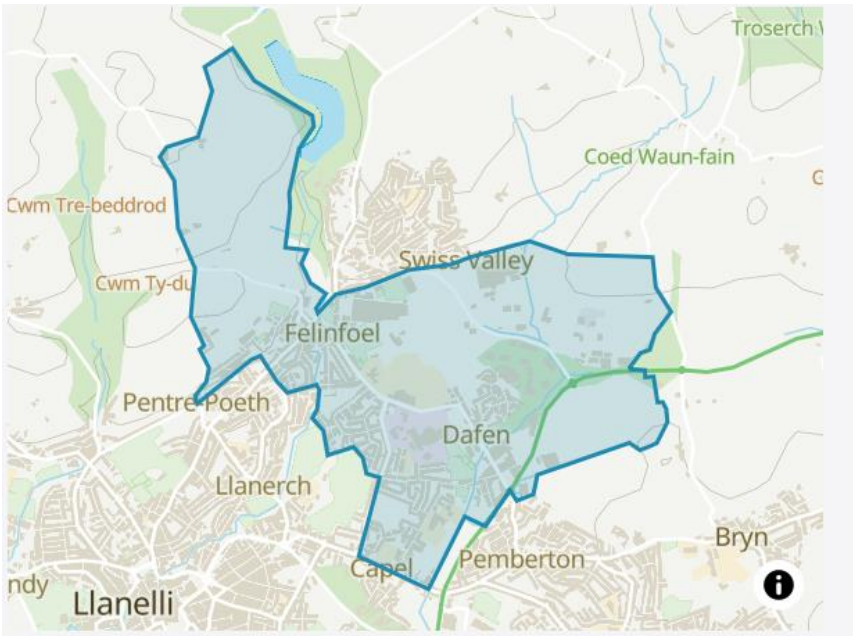 Troserch
Coed Waun-fain
Cwm Tre-beddrod
Swiss Valley
Cwm Ty-du
Felinfoel
Pentre-Poeth
Dafen
Llanerch
Bryn
Pemberton
Capel
ndy
Llanelli